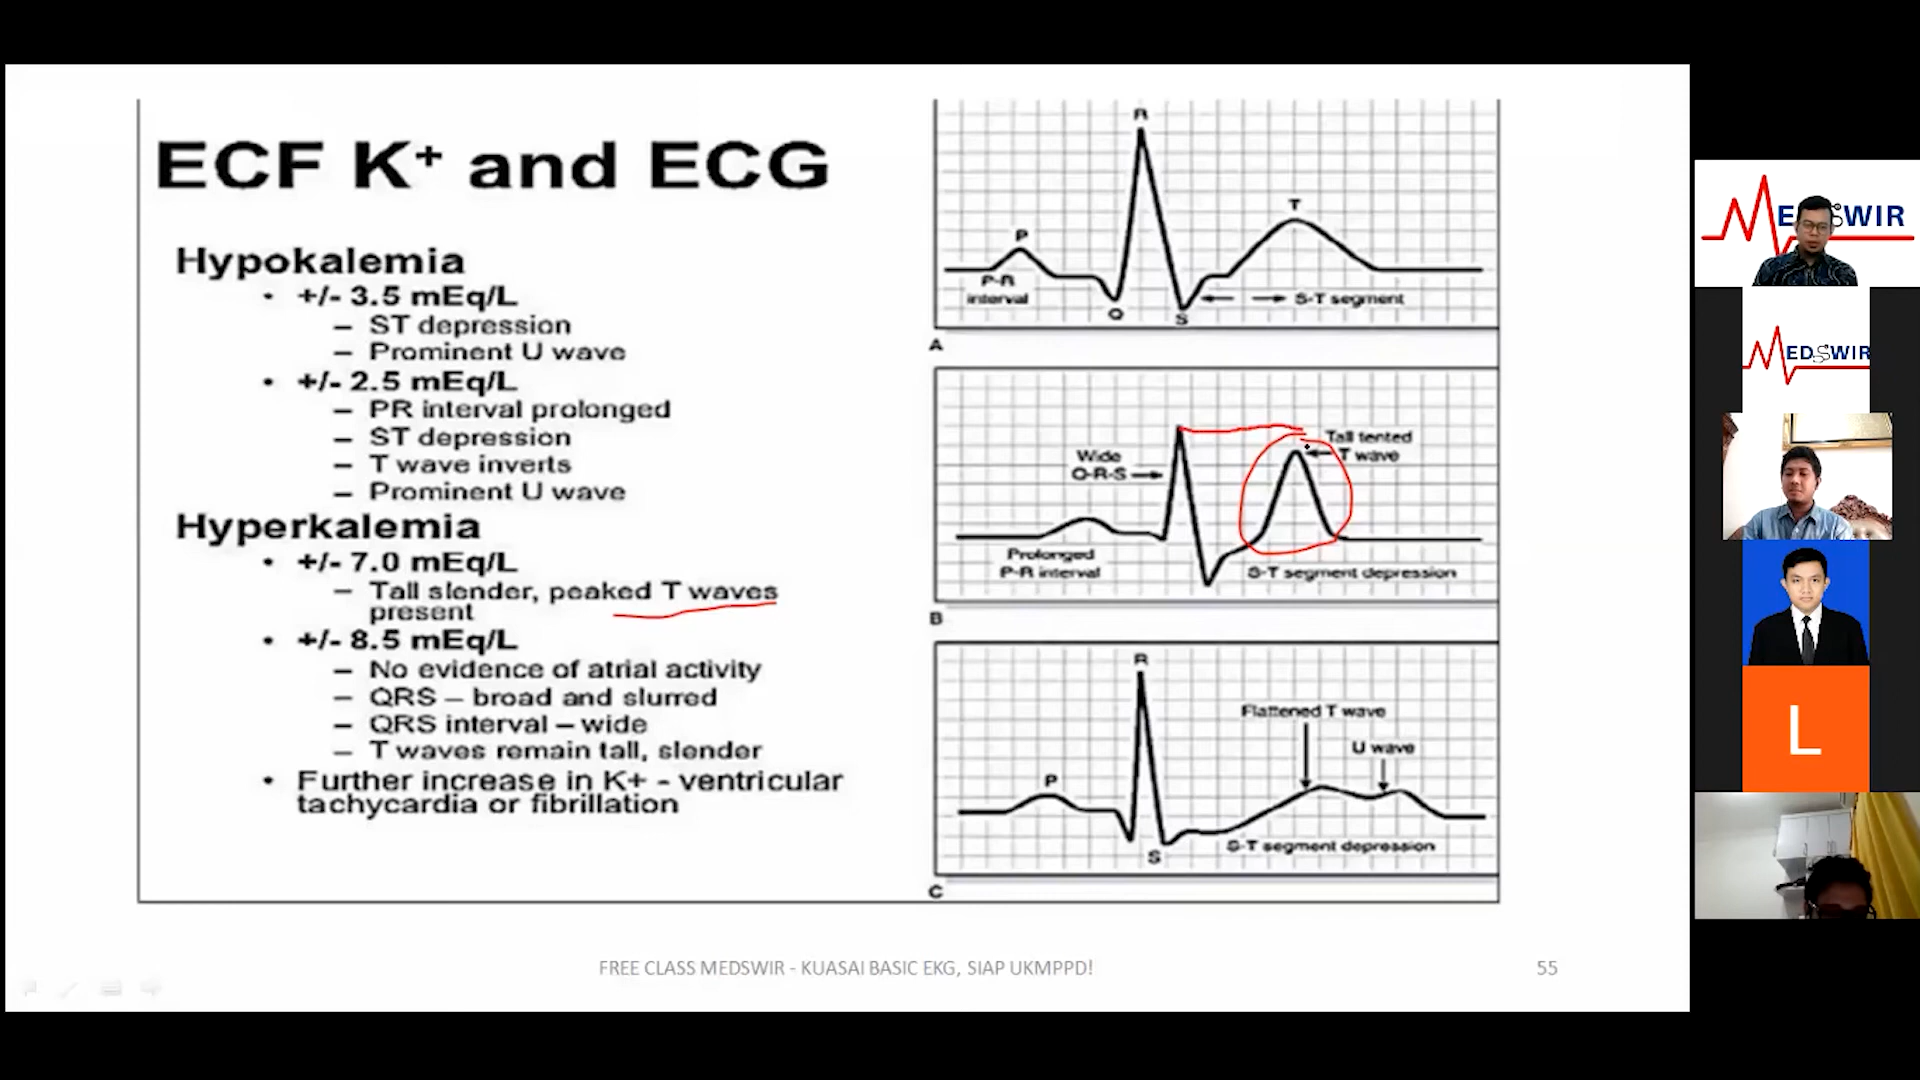 ECF K+ and ECG
Hypokalemia
• +/- 3.5 mEq/L
– ST depression
– Prominent U wave
• +/- 2.5 mEq/L
– PR interval prolonged
– ST depression
– T wave inverts
– Prominent U wave
Hyperkalemia
• +/- 7.0 mEq/L
– Tall slender, peaked T waves
present
• +/- 8.5 mEq/L
– No evidence of atrial activity
– QRS – broad and slurred
– QRS interval – wide
– T waves remain tall, slender
• Further increase in K+ - ventricular
tachycardia or fibrillation
R
P
T
P-R
interval
Q
S
S-T segment
A
Wide
Q-R-S
Tall tented
T wave
Prolonged
P-R interval
S-T segment depression
B
R
P
S
Flattened T wave
U wave
S-T segment depression
C
FREE CLASS MEDSWIR - KUASAI BASIC EKG, SIAP UKMPPD!
55
MEDSWIR
MEDSWIR
L